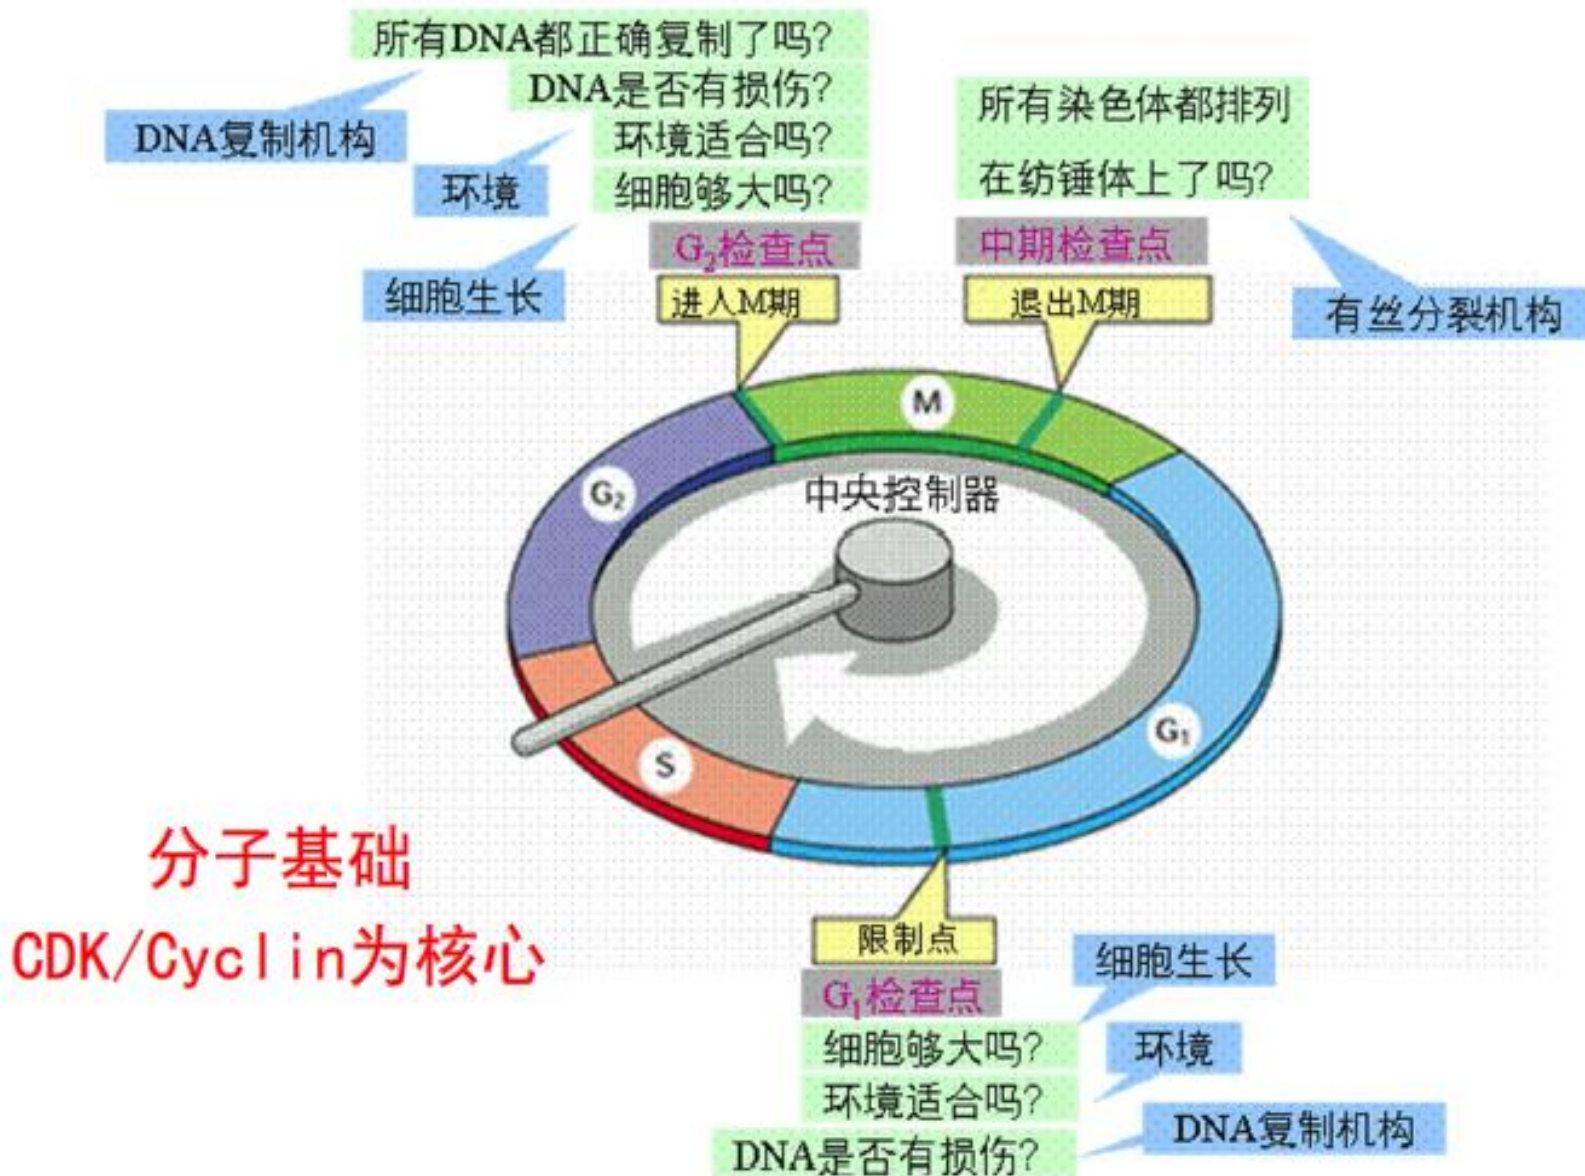 所有DNA都正确复制了吗?
DNA是否有损伤?
DNA复制机构
环境适合吗?
环境
细胞够大吗?
G₂检查点
细胞生长
进入M期
所有染色体都排列
在纺锤体上了吗?
中期检查点
退出M期
有丝分裂机构
M
G₂
中央控制器
G₁
S
分子基础
CDK/Cyclin为核心
限制点
G₁检查点
细胞生长
细胞够大吗?
环境
环境适合吗?
DNA复制机构
DNA是否有损伤?